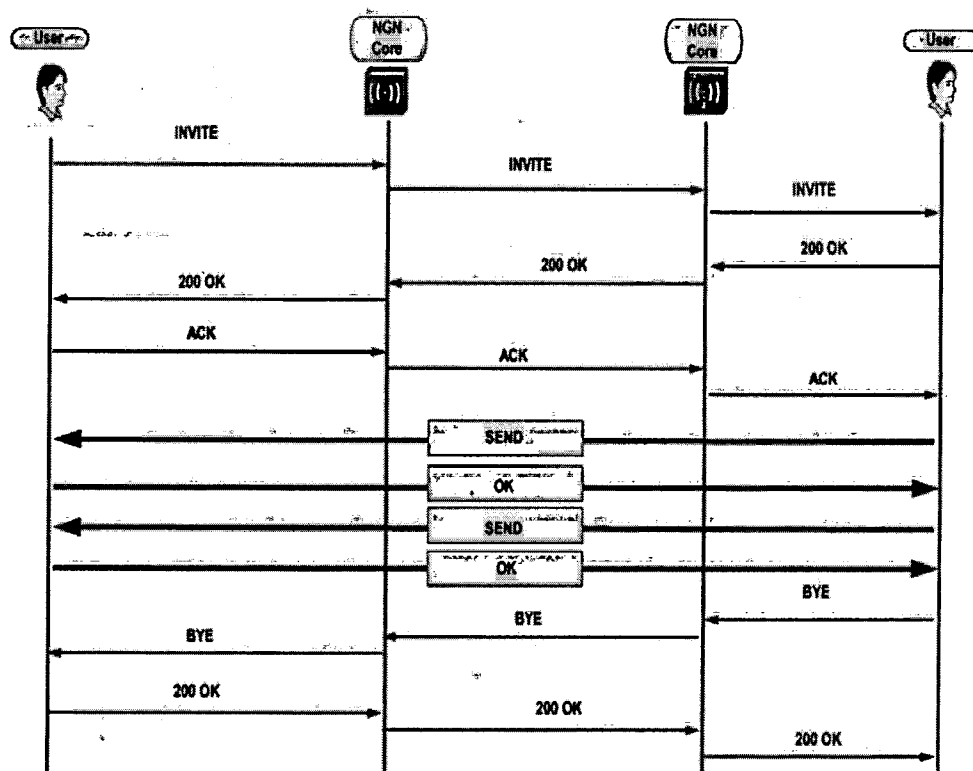 User
NGN
Core
NGN
Core
User
INVITE
INVITE
INVITE
200 OK
200 OK
200 OK
ACK
ACK
ACK
SEND
OK
SEND
OK
BYE
BYE
BYE
200 OK
200 OK
200 OK